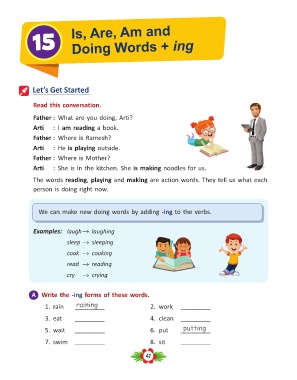 15
Is, Are, Am and
Doing Words + ing
Let's Get Started
Read this conversation.
Father : What are you doing, Arti?
Arti : I am reading a book.
Father : Where is Ramesh?
Arti : He is playing outside.
Father : Where is Mother?
Arti : She is in the kitchen. She is making noodles for us.
The words reading, playing and making are action words. They tell us what each
person is doing right now.
We can make new doing words by adding -ing to the verbs.
Examples: laugh → laughing
sleep → sleeping
cook → cooking
read → reading
cry → crying
A Write the -ing forms of these words.
1. rain raining 2. work ________
3. eat ________ 4. clean ________
5. wait ________ 6. put putting
7. swim ________ 8. sit ________
42